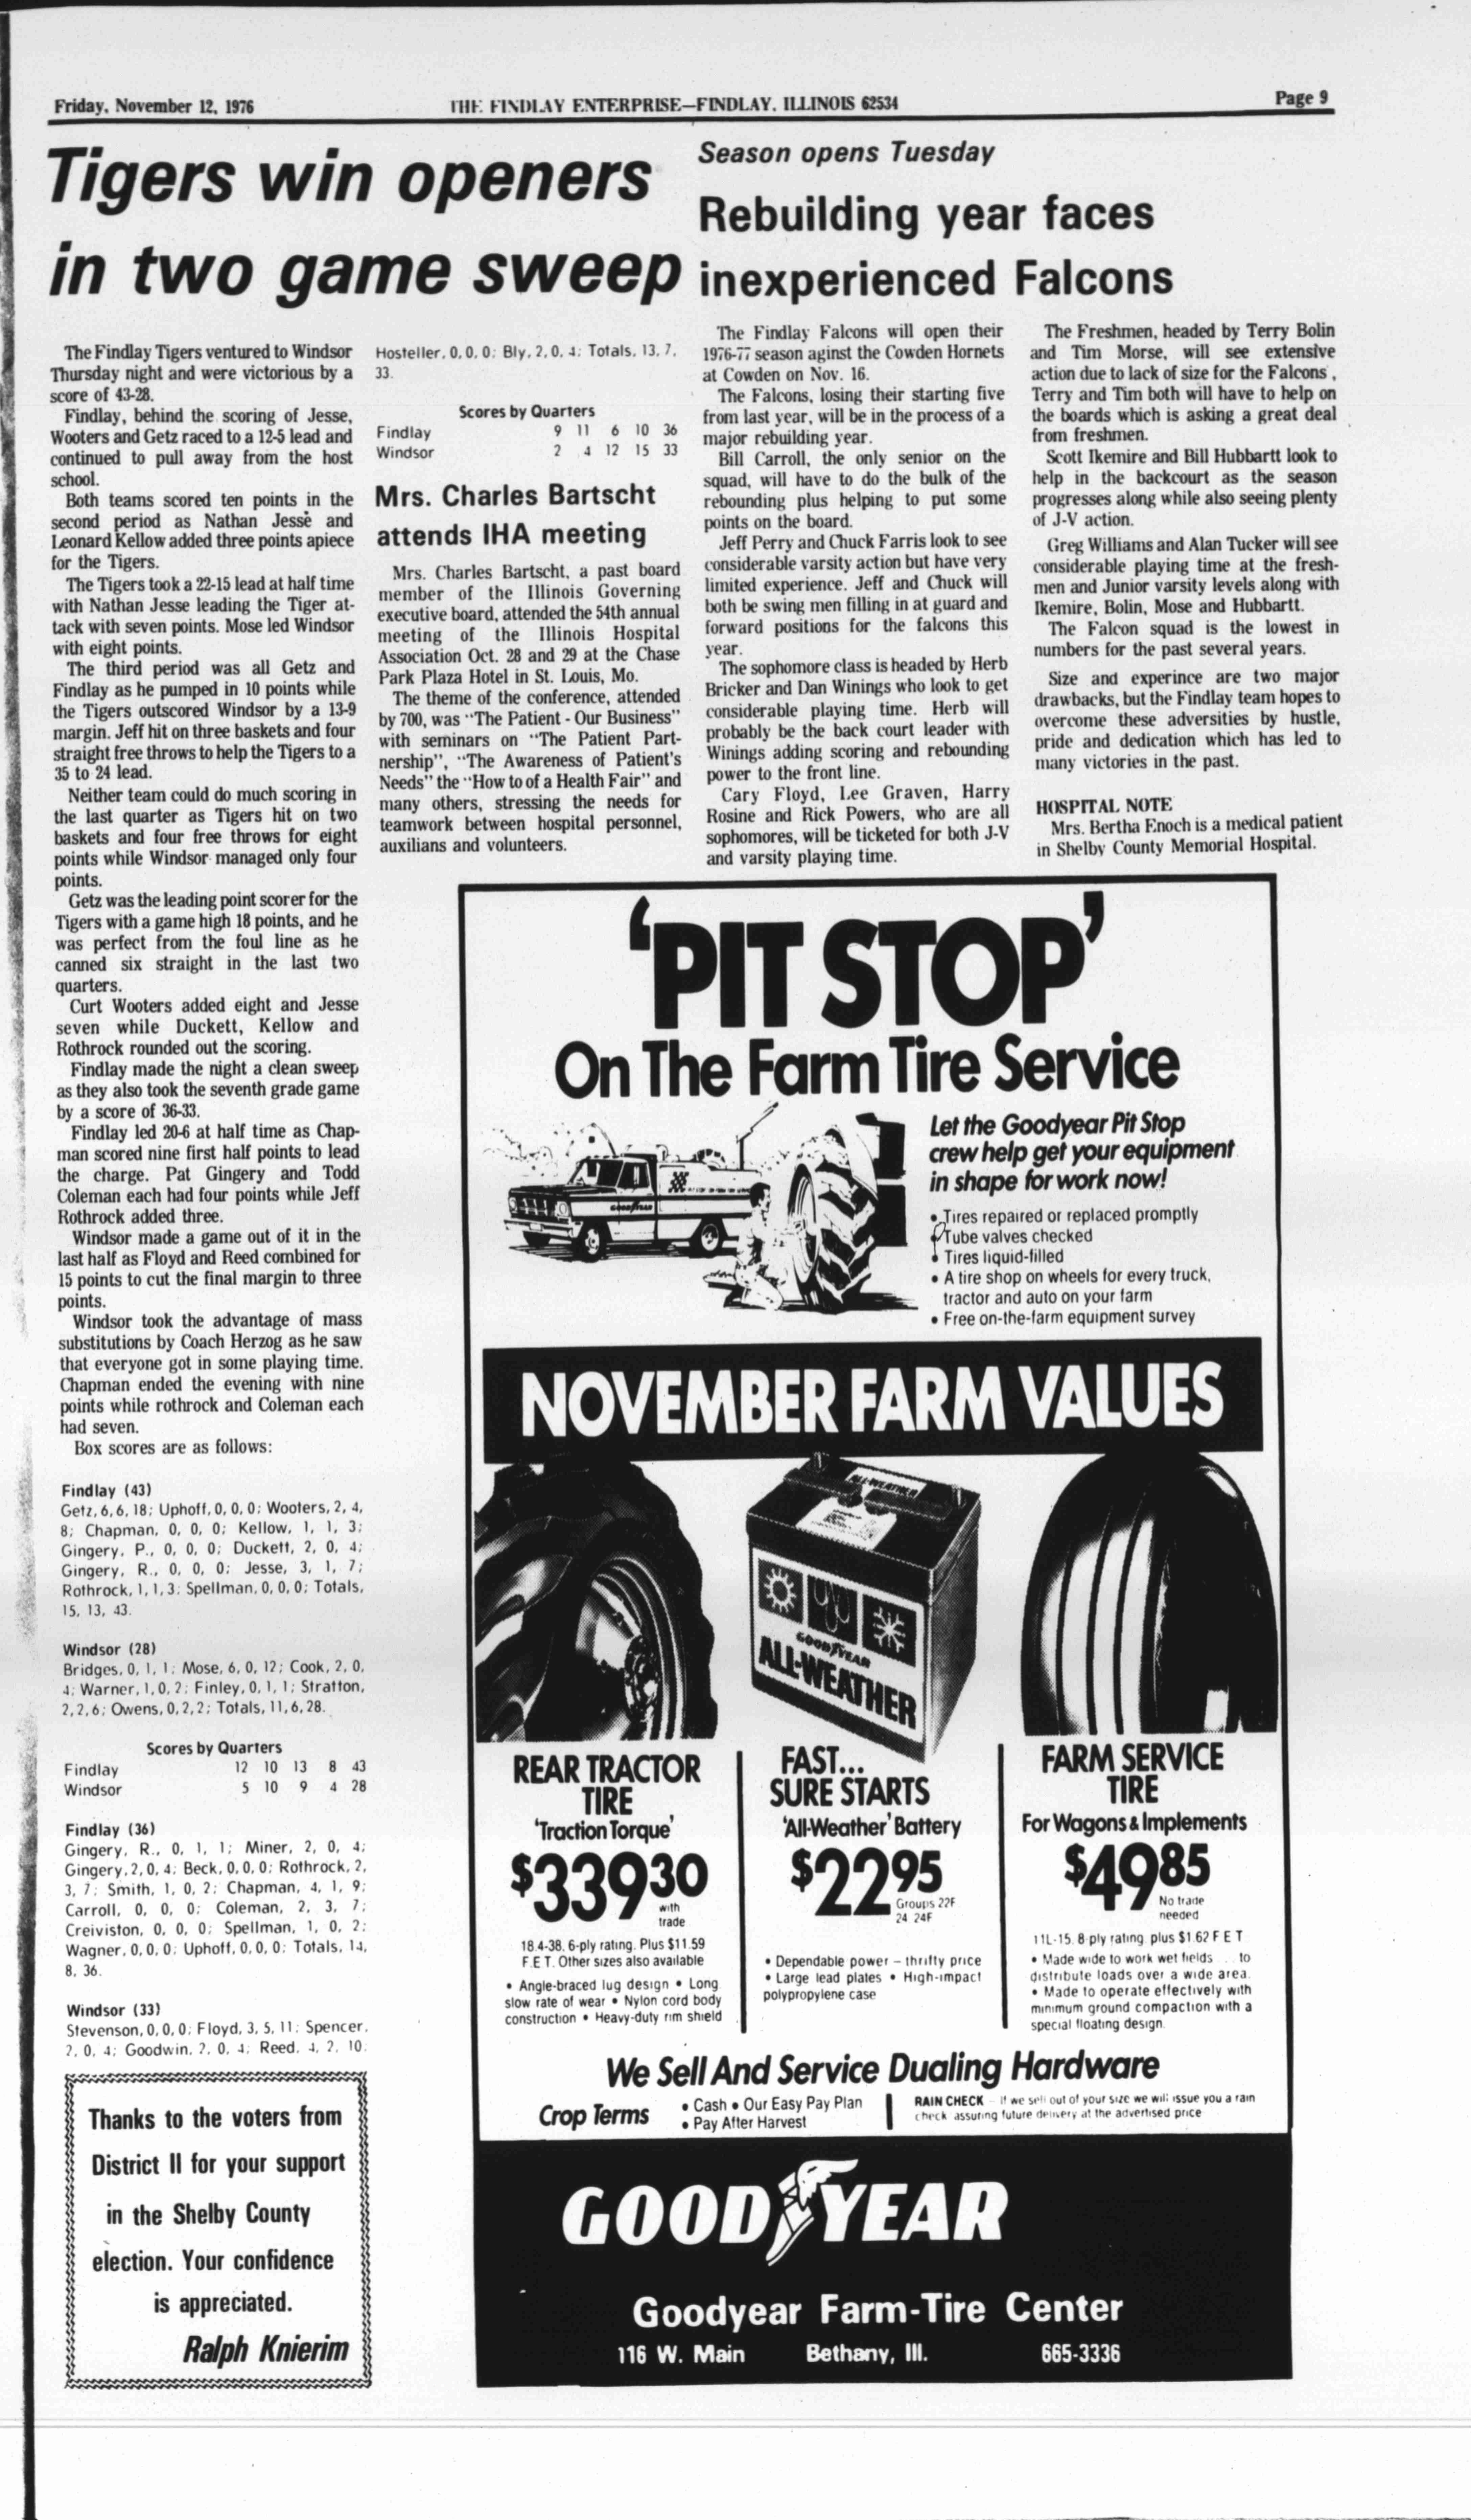 Friday, November 12, 1976
THE FINDLAY ENTERPRISE—FINDLAY, ILLINOIS 62534
Page 9
Tigers win openers
in two game sweep
The Findlay Tigers ventured to Windsor
Thursday night and were victorious by a
score of 43-28.
Findlay, behind the scoring of Jesse,
Wooters and Getz raced to a 12-5 lead and
continued to pull away from the host
school.
Both teams scored ten points in the
second period as Nathan Jesse and
Leonard Kellow added three points apiece
for the Tigers.
The Tigers took a 22-15 lead at half time
with Nathan Jesse leading the Tiger at-
tack with seven points. Mose led Windsor
with eight points.
The third period was all Getz and
Findlay as he pumped in 10 points while
the Tigers outscored Windsor by a 13-9
margin. Jeff hit on three baskets and four
straight free throws to help the Tigers to a
35 to 24 lead.
Neither team could do much scoring in
the last quarter as Tigers hit on two
baskets and four free throws for eight
points while Windsor managed only four
points.
Getz was the leading point scorer for the
Tigers with a game high 18 points, and he
was perfect from the foul line as he
canned six straight in the last two
quarters.
Curt Wooters added eight and Jesse
seven while Duckett, Kellow and
Rothrock rounded out the scoring.
Findlay made the night a clean sweep
as they also took the seventh grade game
by a score of 36-33.
Findlay led 20-6 at half time as Chap-
man scored nine first half points to lead
the charge. Pat Gingery and Todd
Coleman each had four points while Jeff
Rothrock added three.
Windsor made a game out of it in the
last half as Floyd and Reed combined for
15 points to cut the final margin to three
points.
Windsor took the advantage of mass
substitutions by Coach Herzog as he saw
that everyone got in some playing time.
Chapman ended the evening with nine
points while rothrock and Coleman each
had seven.
Box scores are as follows:
Findlay (43)
Getz, 6, 6, 18; Uphoff, 0, 0, 0; Wooters, 2, 4,
8; Chapman, 0, 0, 0; Kellow, 1, 1, 3;
Gingery, P., 0, 0, 0; Duckett, 2, 0, 4;
Gingery, R., 0, 0, 0; Jesse, 3, 1, 7;
Rothrock, 1, 1, 3; Spellman, 0, 0, 0; Totals,
15, 13, 43.
Windsor (28)
Bridges, 0, 1, 1; Mose, 6, 0, 12; Cook, 2, 0,
4; Warner, 1, 0, 2; Finley, 0, 1, 1; Stratton,
2, 2, 6; Owens, 0, 2, 2; Totals, 11, 6, 28.
Scores by Quarters
Findlay 12 10 13 8 43
Windsor 5 10 9 4 28
Findlay (36)
Gingery, R., 0, 1, 1; Miner, 2, 0, 4;
Gingery, 2, 0, 4; Beck, 0, 0, 0; Rothrock, 2,
3, 7; Smith, 1, 0, 2; Chapman, 4, 1, 9;
Carroll, 0, 0, 0; Coleman, 2, 3, 7;
Creiviston, 0, 0, 0; Spellman, 1, 0, 2;
Wagner, 0, 0, 0; Uphoff, 0, 0, 0; Totals, 14,
8, 36.
Windsor (33)
Stevenson, 0, 0, 0; Floyd, 3, 5, 11; Spencer,
2, 0, 4; Goodwin, 2, 0, 4; Reed, 4, 2, 10;
Hosteller, 0, 0, 0; Bly, 2, 0, 4; Totals, 13, 7,
33.
Scores by Quarters
Findlay 9 11 6 10 36
Windsor 2 4 12 15 33
Thanks to the voters from
District II for your support
in the Shelby County
election. Your confidence
is appreciated.
Ralph Knierim
Mrs. Charles Bartscht
attends IHA meeting
Mrs. Charles Bartscht, a past board
member of the Illinois Governing
executive board, attended the 54th annual
meeting of the Illinois Hospital
Association Oct. 28 and 29 at the Chase
Park Plaza Hotel in St. Louis, Mo.
The theme of the conference, attended
by 700, was "The Patient - Our Business"
with seminars on "The Patient Part-
nership", "The Awareness of Patient's
Needs" the "How to of a Health Fair" and
many others, stressing the needs for
teamwork between hospital personnel,
auxilians and volunteers.
Season opens Tuesday
Rebuilding year faces
inexperienced Falcons
The Findlay Falcons will open their
1976-77 season aginst the Cowden Hornets
at Cowden on Nov. 16.
The Falcons, losing their starting five
from last year, will be in the process of a
major rebuilding year.
Bill Carroll, the only senior on the
squad, will have to do the bulk of the
rebounding plus helping to put some
points on the board.
Jeff Perry and Chuck Farris look to see
considerable varsity action but have very
limited experience. Jeff and Chuck will
both be swing men filling in at guard and
forward positions for the falcons this
year.
The sophomore class is headed by Herb
Bricker and Dan Winings who look to get
considerable playing time. Herb will
probably be the back court leader with
Winings adding scoring and rebounding
power to the front line.
Cary Floyd, Lee Graven, Harry
Rosine and Rick Powers, who are all
sophomores, will be ticketed for both J-V
and varsity playing time.
The Freshmen, headed by Terry Bolin
and Tim Morse, will see extensive
action due to lack of size for the Falcons ,
Terry and Tim both will have to help on
the boards which is asking a great deal
from freshmen.
Scott Ikemire and Bill Hubbartt look to
help in the backcourt as the season
progresses along while also seeing plenty
of J-V action.
Greg Williams and Alan Tucker will see
considerable playing time at the fresh-
men and Junior varsity levels along with
Ikemire, Bolin, Mose and Hubbartt.
The Falcon squad is the lowest in
numbers for the past several years.
Size and experince are two major
drawbacks, but the Findlay team hopes to
overcome these adversities by hustle,
pride and dedication which has led to
many victories in the past.
HOSPITAL NOTE
Mrs. Bertha Enoch is a medical patient
in Shelby County Memorial Hospital.
'PIT STOP'
On The Farm Tire Service
GOODYEAR
Let the Goodyear Pit Stop
crew help get your equipment
in shape for work now!
• Tires repaired or replaced promptly
Tube valves checked
• Tires liquid-filled
• A tire shop on wheels for every truck,
tractor and auto on your farm
• Free on-the-farm equipment survey
NOVEMBER FARM VALUES
ALL-WEATHER
GOODYEAR
ALL-WEATHER
REAR TRACTOR
TIRE
'Traction Torque'
$339 30
with
trade
18.4-38, 6-ply rating. Plus $11.59
F.E.T. Other sizes also available
• Angle-braced lug design • Long
slow rate of wear • Nylon cord body
construction • Heavy-duty rim shield
FAST...
SURE STARTS
'All-Weather' Battery
$22 95
Groups 22F
24 24F
• Dependable power – thrifty price
• Large lead plates • High-impact
polypropylene case
FARM SERVICE
TIRE
For Wagons & Implements
$49 85
No trade
needed
11L-15, 8-ply rating, plus $1.62 F E T
• Made wide to work wet fields . . . to
distribute loads over a wide area.
• Made to operate effectively with
minimum ground compaction with a
special floating design.
We Sell And Service Dualing Hardware
Crop Terms
• Cash • Our Easy Pay Plan
• Pay After Harvest
RAIN CHECK – If we sell out of your size we will issue you a rain
check, assuring future delivery at the advertised price
GOODYEAR
Goodyear Farm-Tire Center
116 W. Main Bethany, Ill. 665-3336